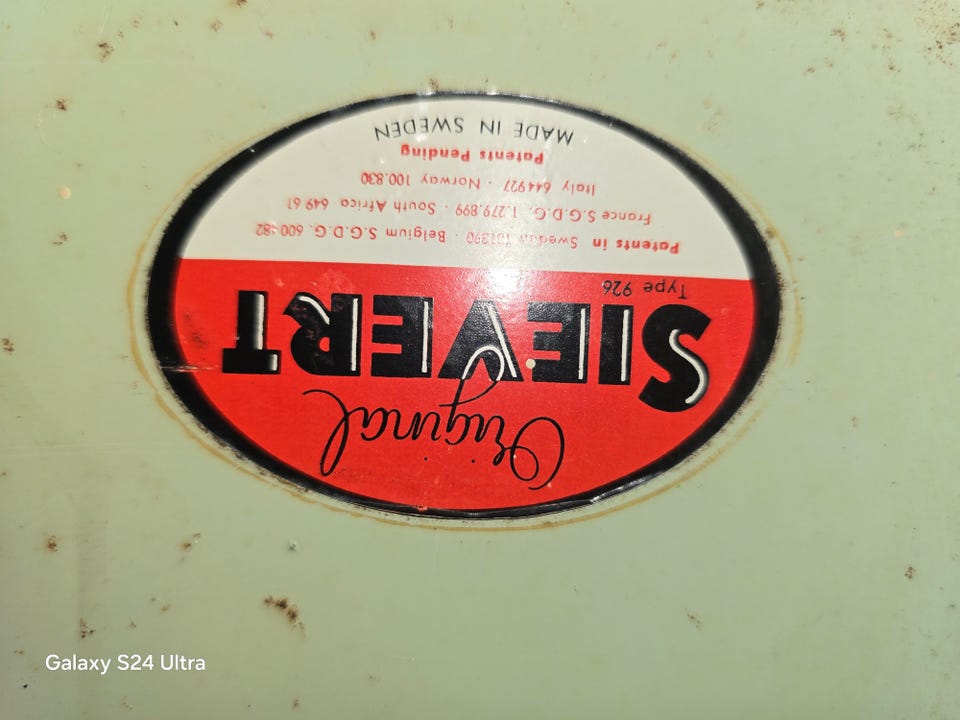 Original
SIEVERT
Type 926
Patents in Sweden · Belgium S.G.D.G. 600482
France S.G.D.G. 1.279.899 · South Africa 649 61
Italy 644927 · Norway 100.830
Patents Pending
MADE IN SWEDEN
Galaxy S24 Ultra